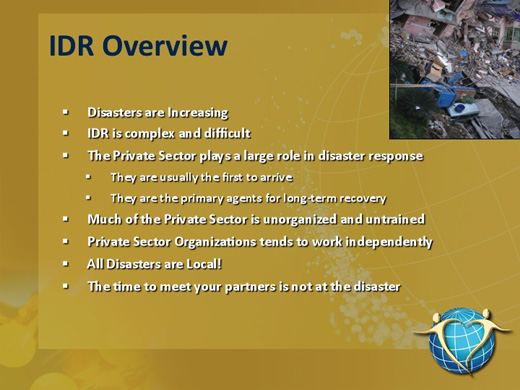 IDR Overview
▪ Disasters are Increasing
▪ IDR is complex and difficult
▪ The Private Sector plays a large role in disaster response
▪ They are usually the first to arrive
▪ They are the primary agents for long-term recovery
▪ Much of the Private Sector is unorganized and untrained
▪ Private Sector Organizations tends to work independently
▪ All Disasters are Local!
▪ The time to meet your partners is not at the disaster